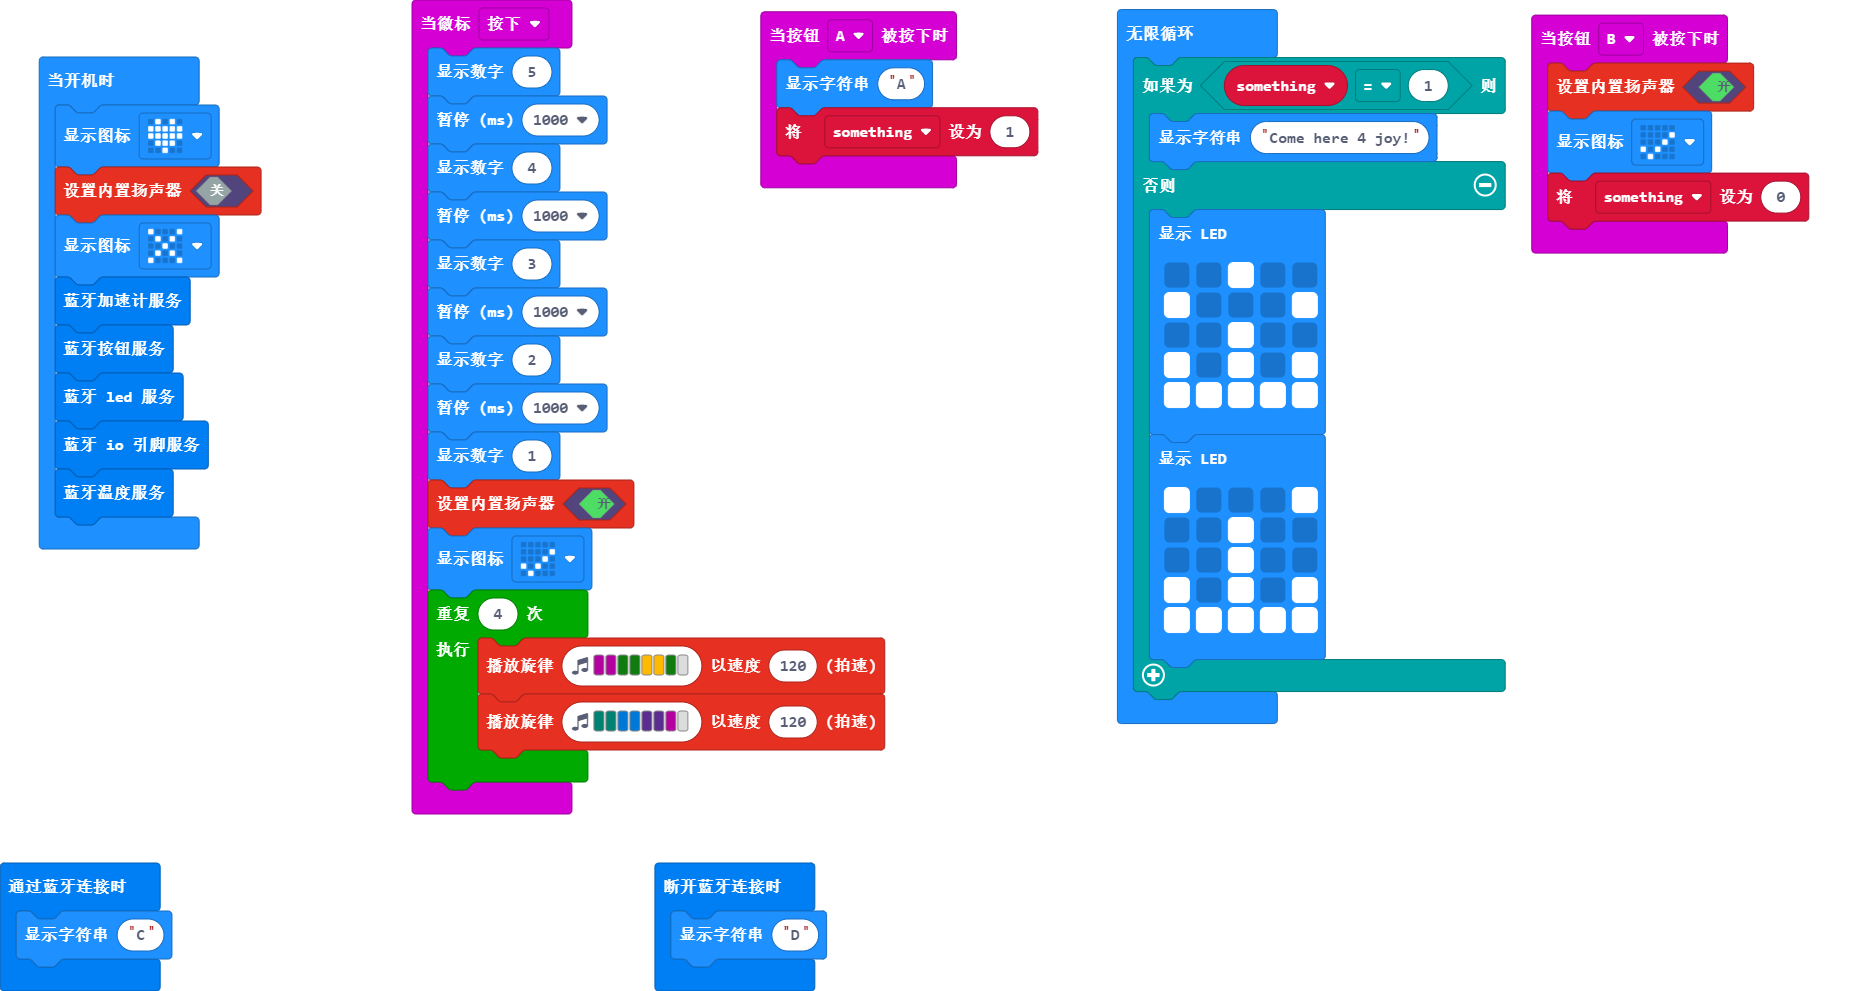 当开机时
显示图标
设置内置扬声器 关
显示图标
蓝牙加速计服务
蓝牙按钮服务
蓝牙 led 服务
蓝牙 io 引脚服务
蓝牙温度服务
当徽标 按下
显示数字 5
暂停 (ms) 1000
显示数字 4
暂停 (ms) 1000
显示数字 3
暂停 (ms) 1000
显示数字 2
暂停 (ms) 1000
显示数字 1
设置内置扬声器 开
显示图标
重复 4 次
执行
播放旋律 以速度 120 (拍速)
播放旋律 以速度 120 (拍速)
当按钮 A 被按下时
显示字符串 "A"
将 something 设为 1
无限循环
如果为 something = 1 则
显示字符串 "Come here 4 joy!"
否则
显示 LED
显示 LED
当按钮 B 被按下时
设置内置扬声器 开
显示图标
将 something 设为 0
通过蓝牙连接时
显示字符串 "C"
断开蓝牙连接时
显示字符串 "D"